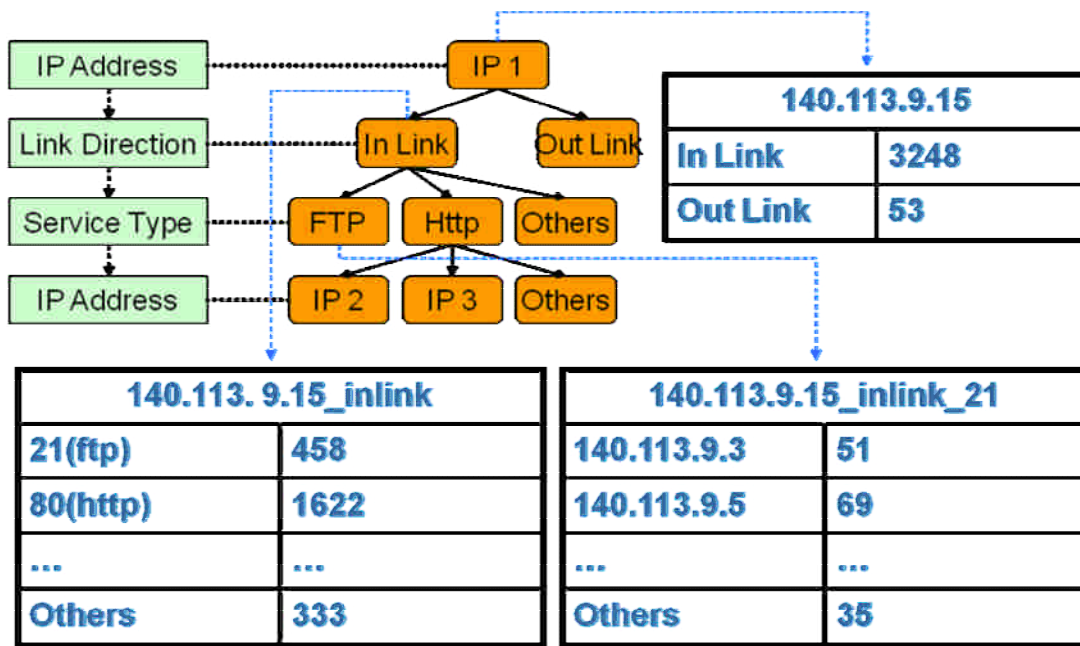 IP Address
IP 1
Link Direction
In Link
Out Link
Service Type
FTP
Http
Others
IP Address
IP 2
IP 3
Others
140.113.9.15
In Link 3248
Out Link 53
140.113. 9.15_inlink
21(ftp) 458
80(http) 1622
... ...
Others 333
140.113.9.15_inlink_21
140.113.9.3 51
140.113.9.5 69
... ...
Others 35